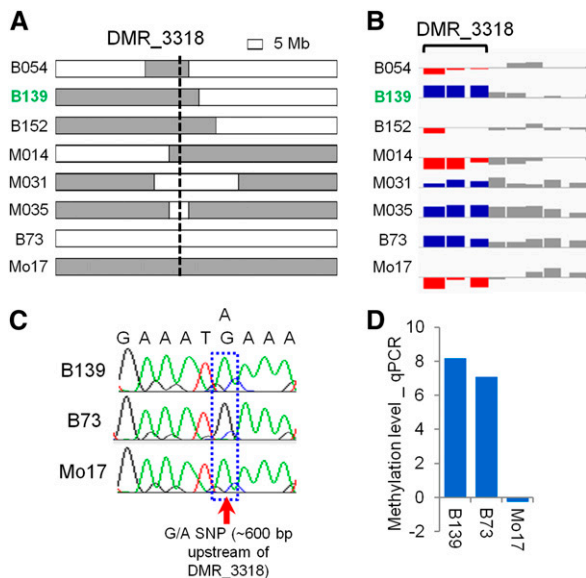 A
DMR_3318
5 Mb
B054
B139
B152
M014
M031
M035
B73
Mo17
B
DMR_3318
B054
B139
B152
M014
M031
M035
B73
Mo17
C
A
G A A A T G A A A
B139
B73
Mo17
G/A SNP (~600 bp
upstream of
DMR_3318)
D
Methylation level_ qPCR
10
8
6
4
2
0
-2
B139
B73
Mo17